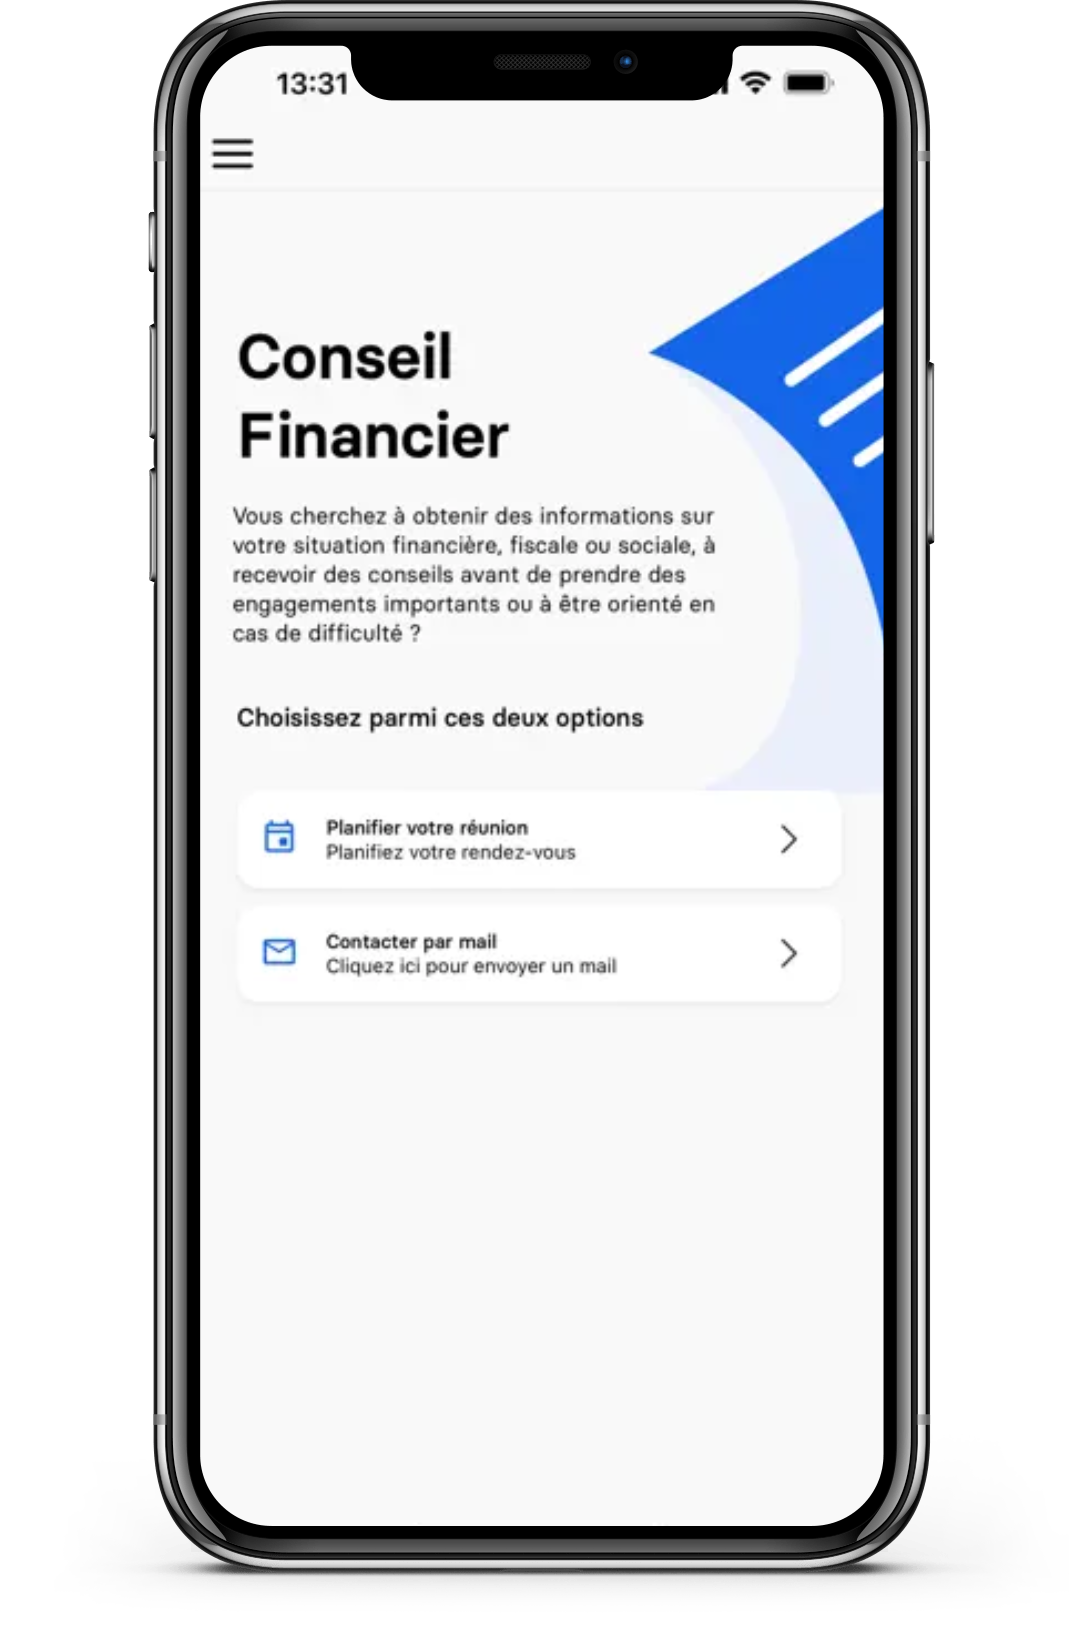 13:31
Conseil
Financier
Vous cherchez à obtenir des informations sur
votre situation financière, fiscale ou sociale, à
recevoir des conseils avant de prendre des
engagements importants ou à être orienté en
cas de difficulté ?
Choisissez parmi ces deux options
Planifier votre réunion
Planifiez votre rendez-vous
Contacter par mail
Cliquez ici pour envoyer un mail